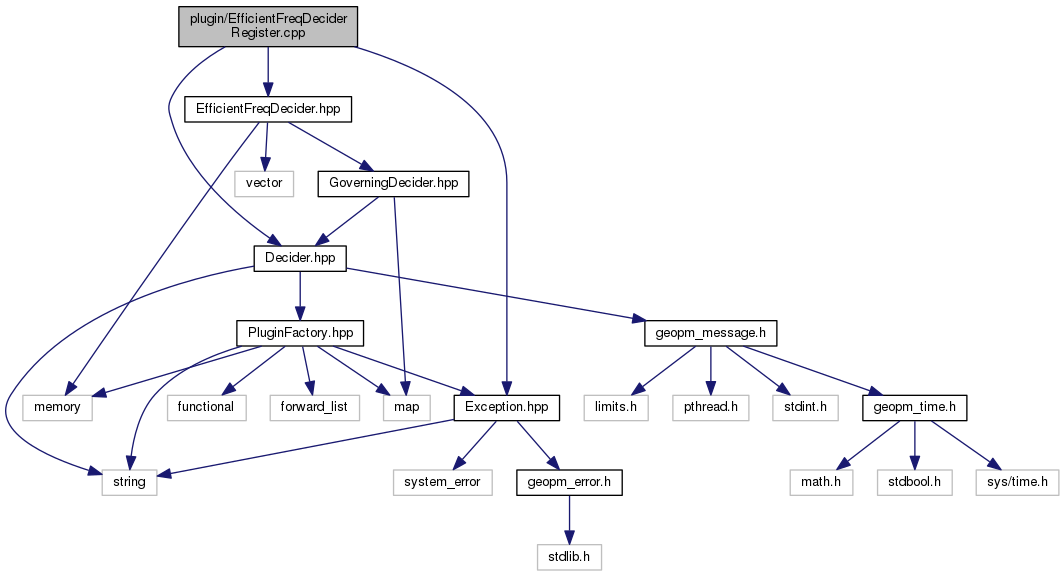 plugin/EfficientFreqDecider
Register.cpp
EfficientFreqDecider.hpp
vector
GoverningDecider.hpp
Decider.hpp
PluginFactory.hpp
geopm_message.h
memory
functional
forward_list
map
Exception.hpp
limits.h
pthread.h
stdint.h
geopm_time.h
string
system_error
geopm_error.h
math.h
stdbool.h
sys/time.h
stdlib.h